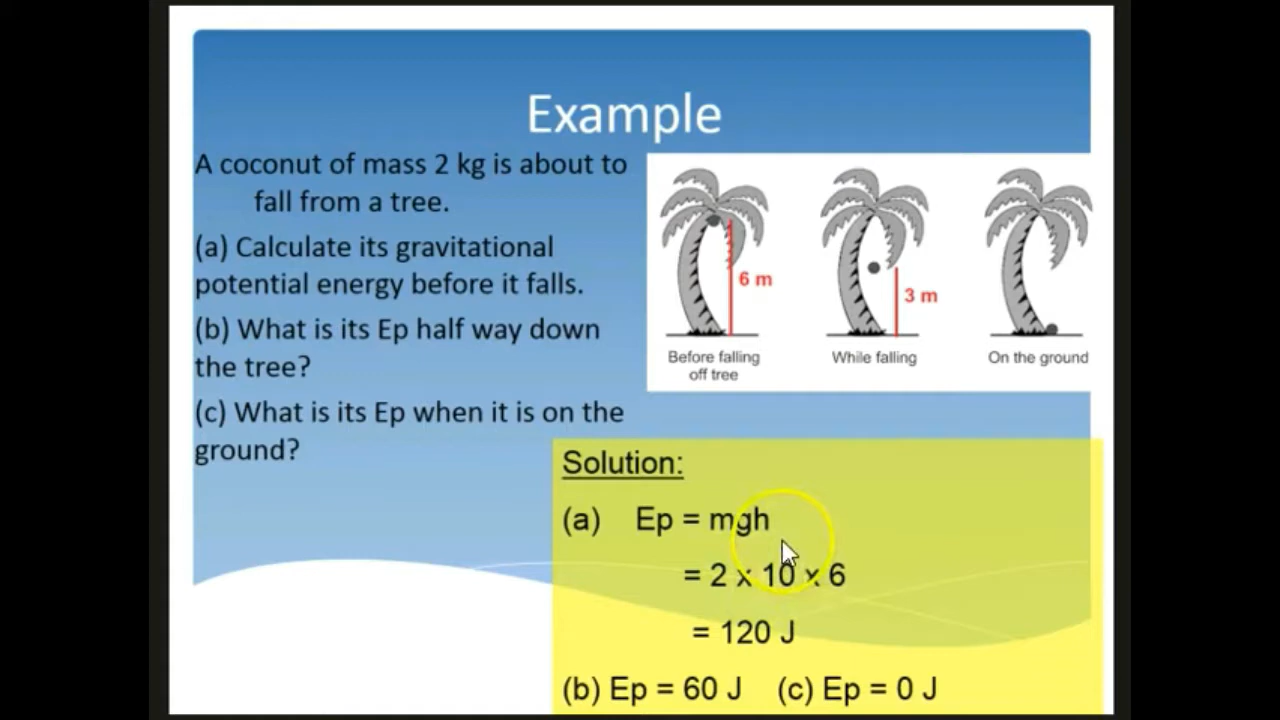 Example
A coconut of mass 2 kg is about to
fall from a tree.
(a) Calculate its gravitational
potential energy before it falls.
(b) What is its Ep half way down
the tree?
(c) What is its Ep when it is on the
ground?
6 m
3 m
Before falling
off tree
While falling
On the ground
Solution:
(a) Ep = mgh
= 2 x 10 x 6
= 120 J
(b) Ep = 60 J (c) Ep = 0 J